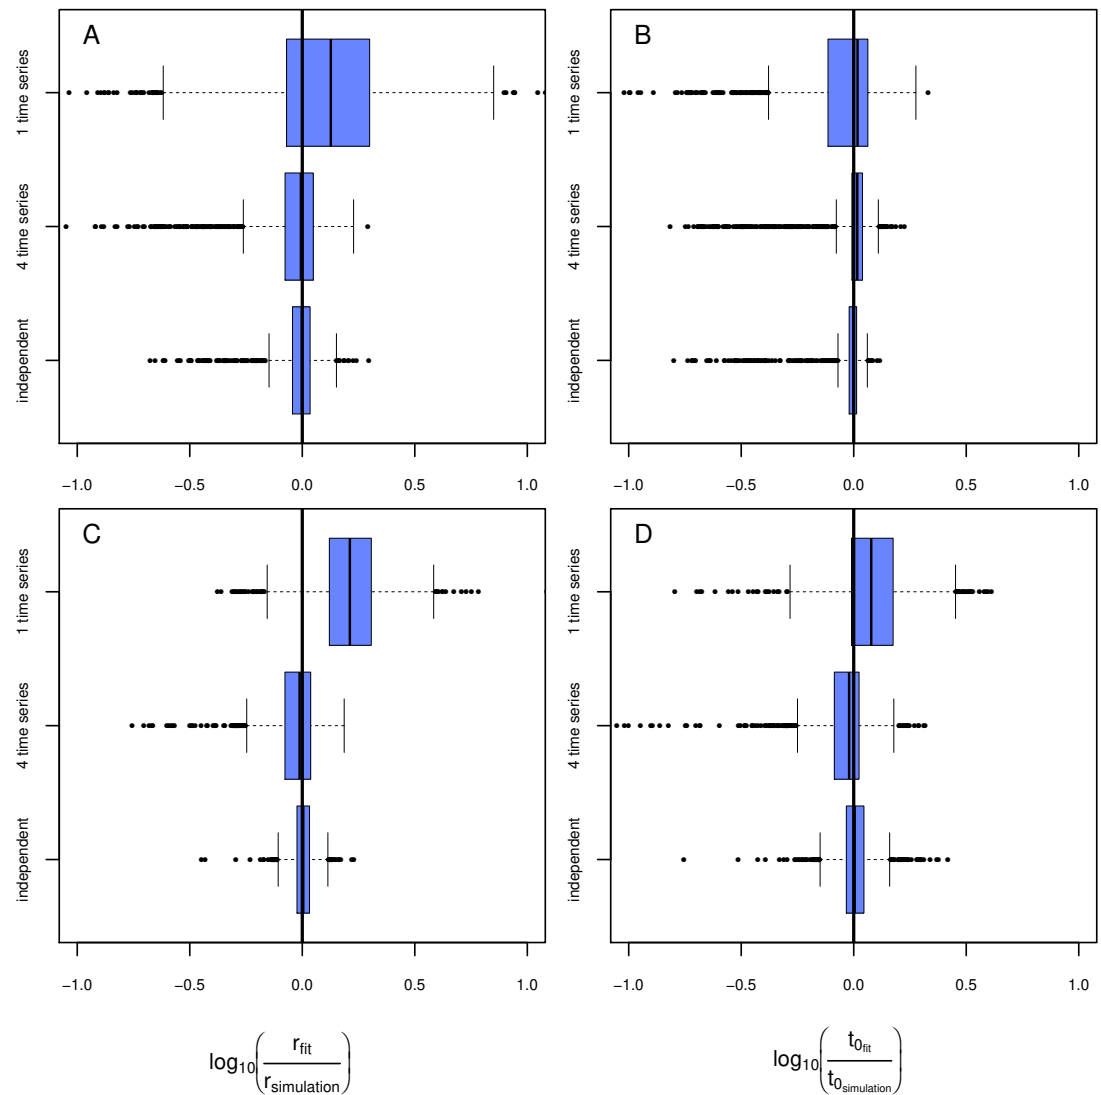 A
1 time series
4 time series
independent
−1.0 −0.5 0.0 0.5 1.0
B
1 time series
4 time series
independent
−1.0 −0.5 0.0 0.5 1.0
C
1 time series
4 time series
independent
−1.0 −0.5 0.0 0.5 1.0
log10(rfit / rsimulation)
D
1 time series
4 time series
independent
−1.0 −0.5 0.0 0.5 1.0
log10(t0fit / t0simulation)